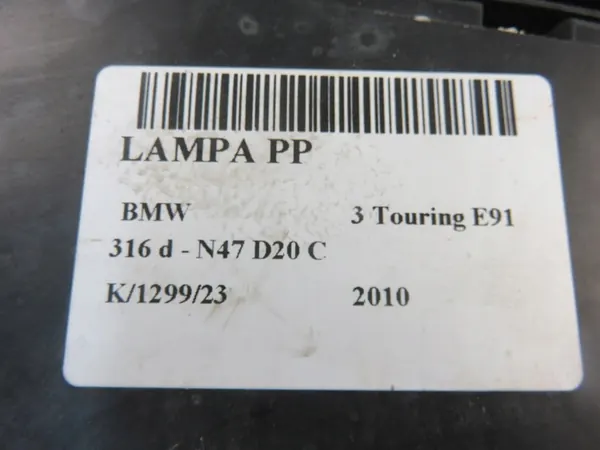 LAMPA PP
BMW 3 Touring E91
316 d - N47 D20 C
K/1299/23 2010